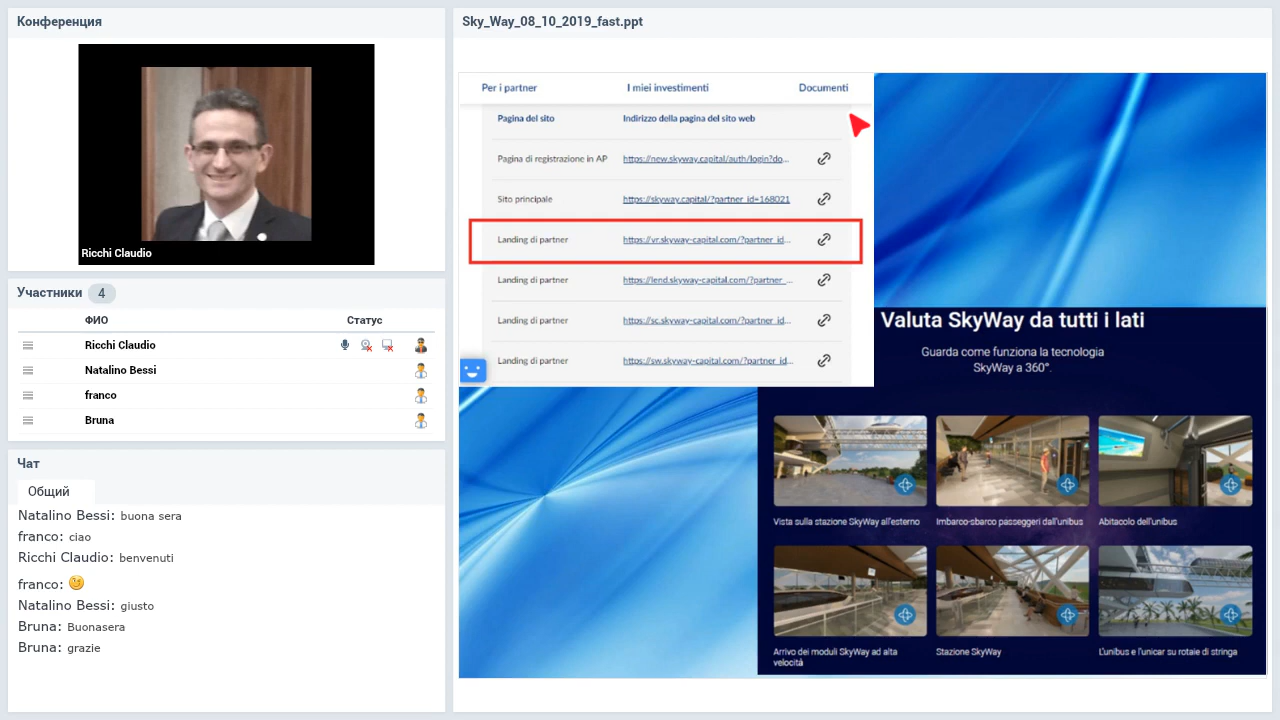 Конференция
Ricchi Claudio
Участники 4
ФИО Статус
Ricchi Claudio
Natalino Bessi
franco
Bruna
Чат
Общий
Natalino Bessi: buona sera
franco: ciao
Ricchi Claudio: benvenuti
franco:
Natalino Bessi: giusto
Bruna: Buonasera
Bruna: grazie
Sky_Way_08_10_2019_fast.ppt
Per i partner I miei investimenti Documenti
Pagina del sito Indirizzo della pagina del sito web
Pagina di registrazione in AP https://new.skyway.capital/auth/login?do...
Sito principale https://skyway.capital/?partner_id=168021
Landing di partner https://vr.skyway-capital.com/?partner_id...
Landing di partner https://lend.skyway-capital.com/?partner_...
Landing di partner https://sc.skyway-capital.com/?partner_id...
Landing di partner https://sw.skyway-capital.com/?partner_id...
Valuta SkyWay da tutti i lati
Guarda come funziona la tecnologia
SkyWay a 360°.
Vista sulla stazione SkyWay all'esterno
Imbarco-sbarco passeggeri dall'unibus
Abitacolo dell'unibus
Arrivo dei moduli SkyWay ad alta
velocità
Stazione SkyWay
L'unibus e l'unicar su rotaie di stringa